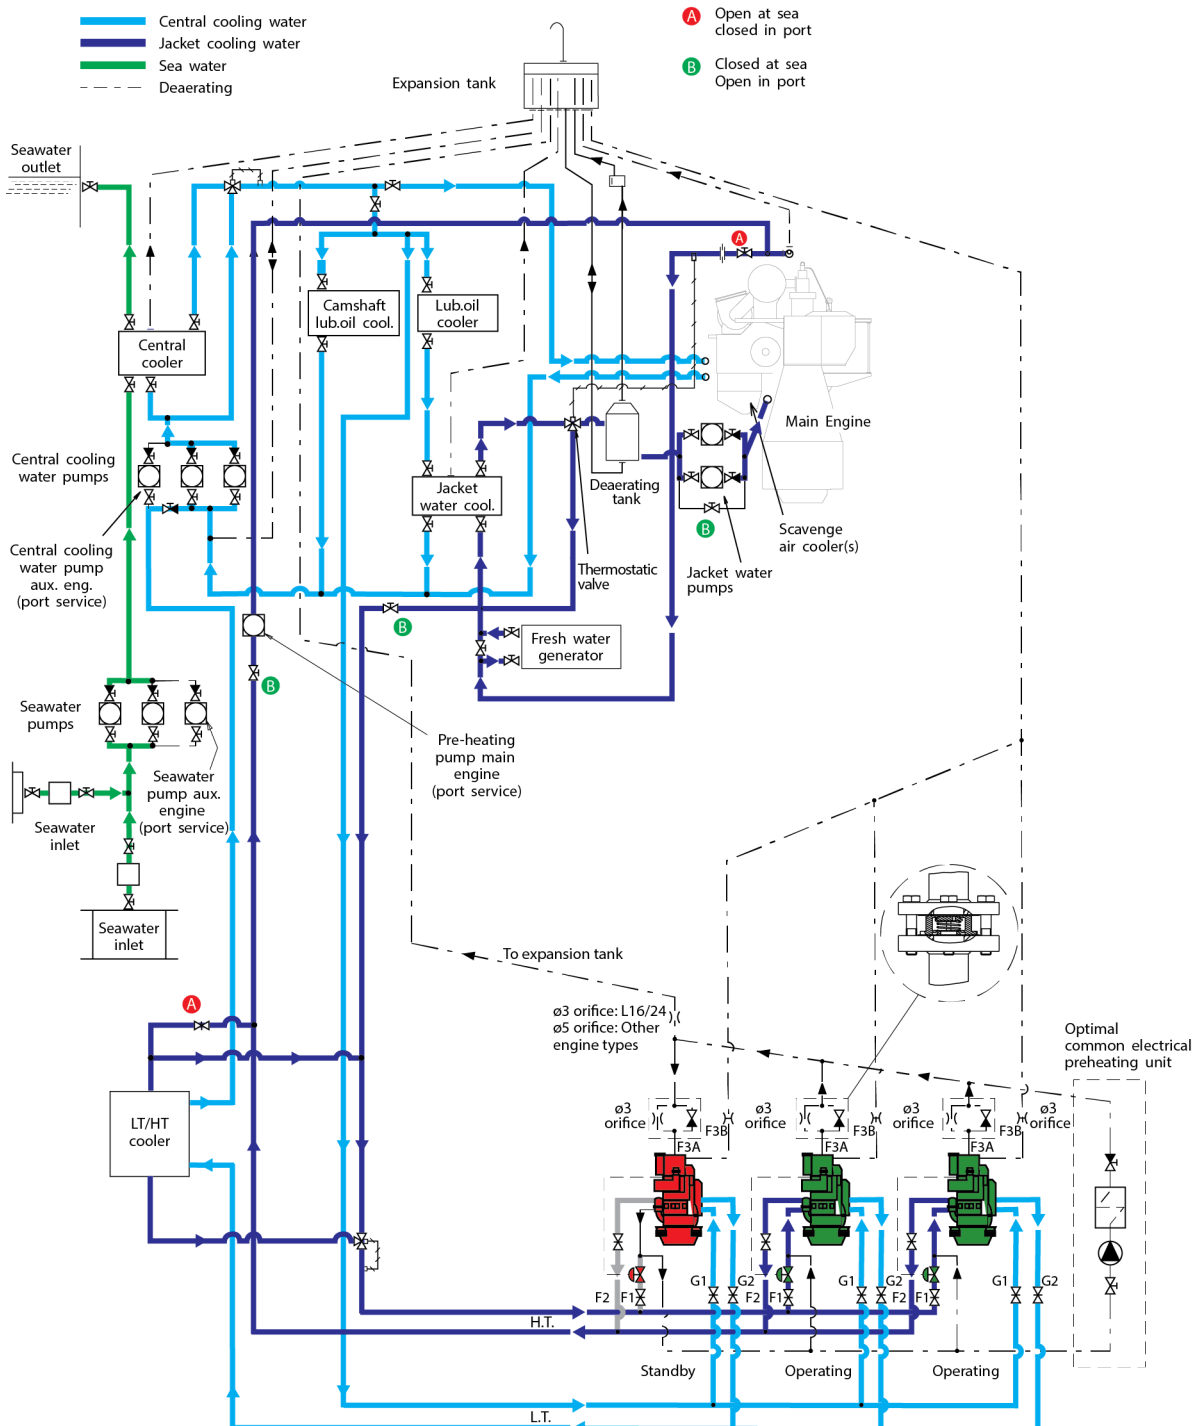 Central cooling water
Jacket cooling water
Sea water
Deaerating
A
Open at sea
closed in port
B
Closed at sea
Open in port
Expansion tank
Seawater
outlet
A
Camshaft
lub.oil cool.
Lub.oil
cooler
Central
cooler
Main Engine
Central cooling
water pumps
Jacket
water cool.
Deaerating
tank
B
Scavenge
air cooler(s)
Central cooling
water pump
aux. eng.
(port service)
Thermostatic
valve
Jacket water
pumps
B
Fresh water
generator
B
Seawater
pumps
Pre-heating
pump main
engine
(port service)
Seawater
pump aux.
engine
(port service)
Seawater
inlet
Seawater
inlet
To expansion tank
A
ø3 orifice: L16/24
ø5 orifice: Other
engine types
Optimal
common electrical
preheating unit
LT/HT
cooler
ø3
orifice
F3B
F3A
ø3
orifice
F3B
F3A
ø3
orifice
F3B
F3A
ø3
orifice
F2
F1
G1
G2
F2
F1
G1
G2
F2
F1
G1
G2
H.T.
Standby
Operating
Operating
L.T.